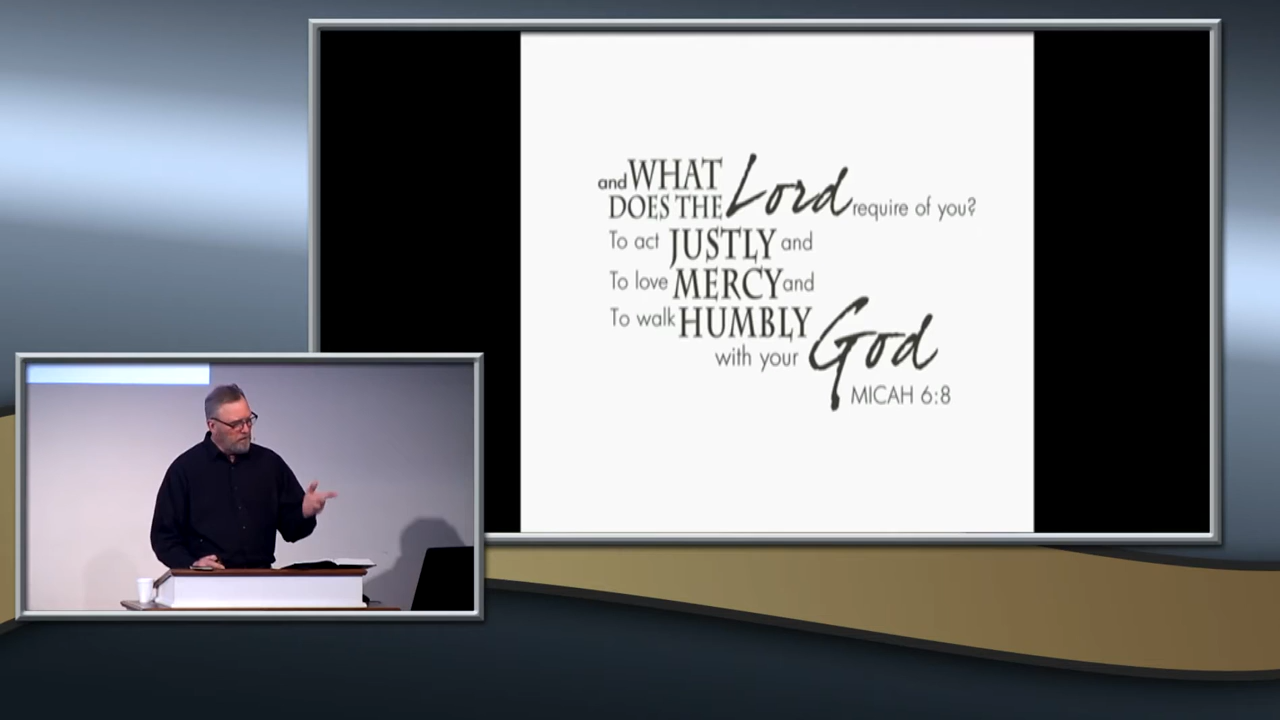 and WHAT
DOES THE Lord require of you?
To act JUSTLY and
To love MERCY and
To walk HUMBLY
with your God
MICAH 6:8